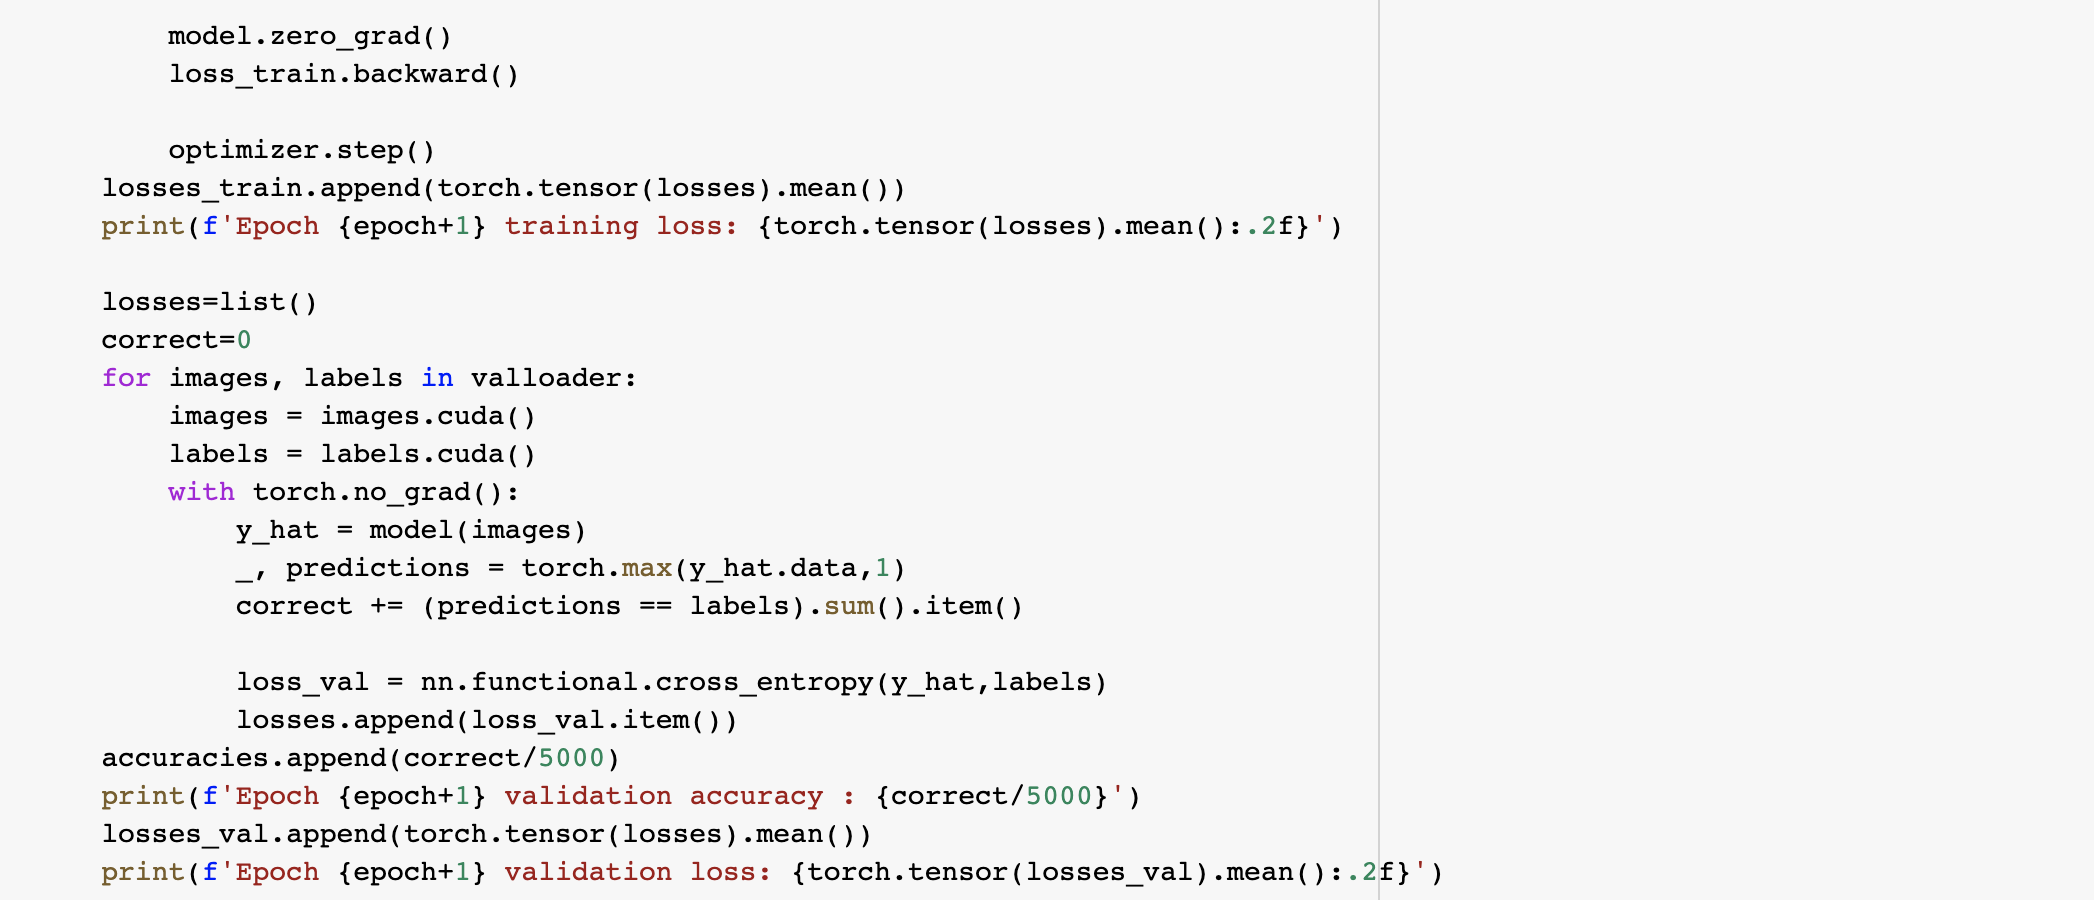 model.zero_grad()
loss_train.backward()
optimizer.step()
losses_train.append(torch.tensor(losses).mean())
print(f'Epoch {epoch+1} training loss: {torch.tensor(losses).mean():.2f}')
losses=list()
correct=0
for images, labels in valloader:
images = images.cuda()
labels = labels.cuda()
with torch.no_grad():
y_hat = model(images)
_, predictions = torch.max(y_hat.data,1)
correct += (predictions == labels).sum().item()
loss_val = nn.functional.cross_entropy(y_hat,labels)
losses.append(loss_val.item())
accuracies.append(correct/5000)
print(f'Epoch {epoch+1} validation accuracy : {correct/5000}')
losses_val.append(torch.tensor(losses).mean())
print(f'Epoch {epoch+1} validation loss: {torch.tensor(losses_val).mean():.2f}')